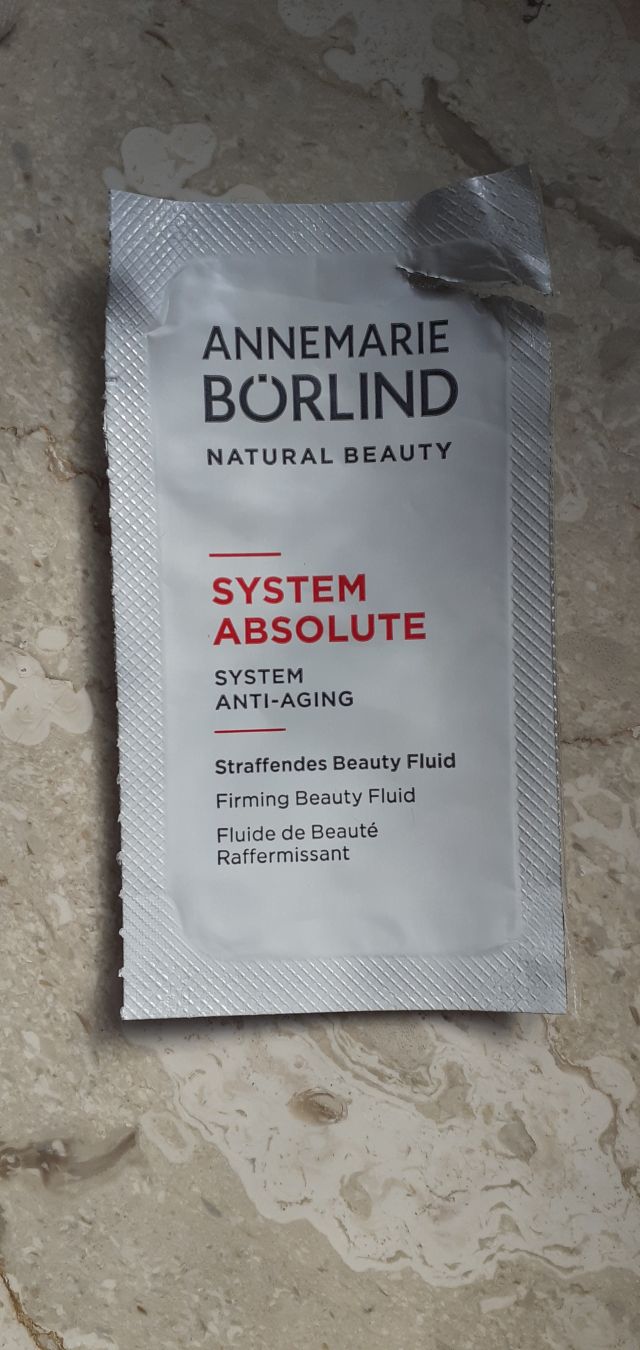 ANNEMARIE
BÖRLIND
NATURAL BEAUTY
SYSTEM
ABSOLUTE
SYSTEM
ANTI-AGING
Straffendes Beauty Fluid
Firming Beauty Fluid
Fluide de Beauté
Raffermissant